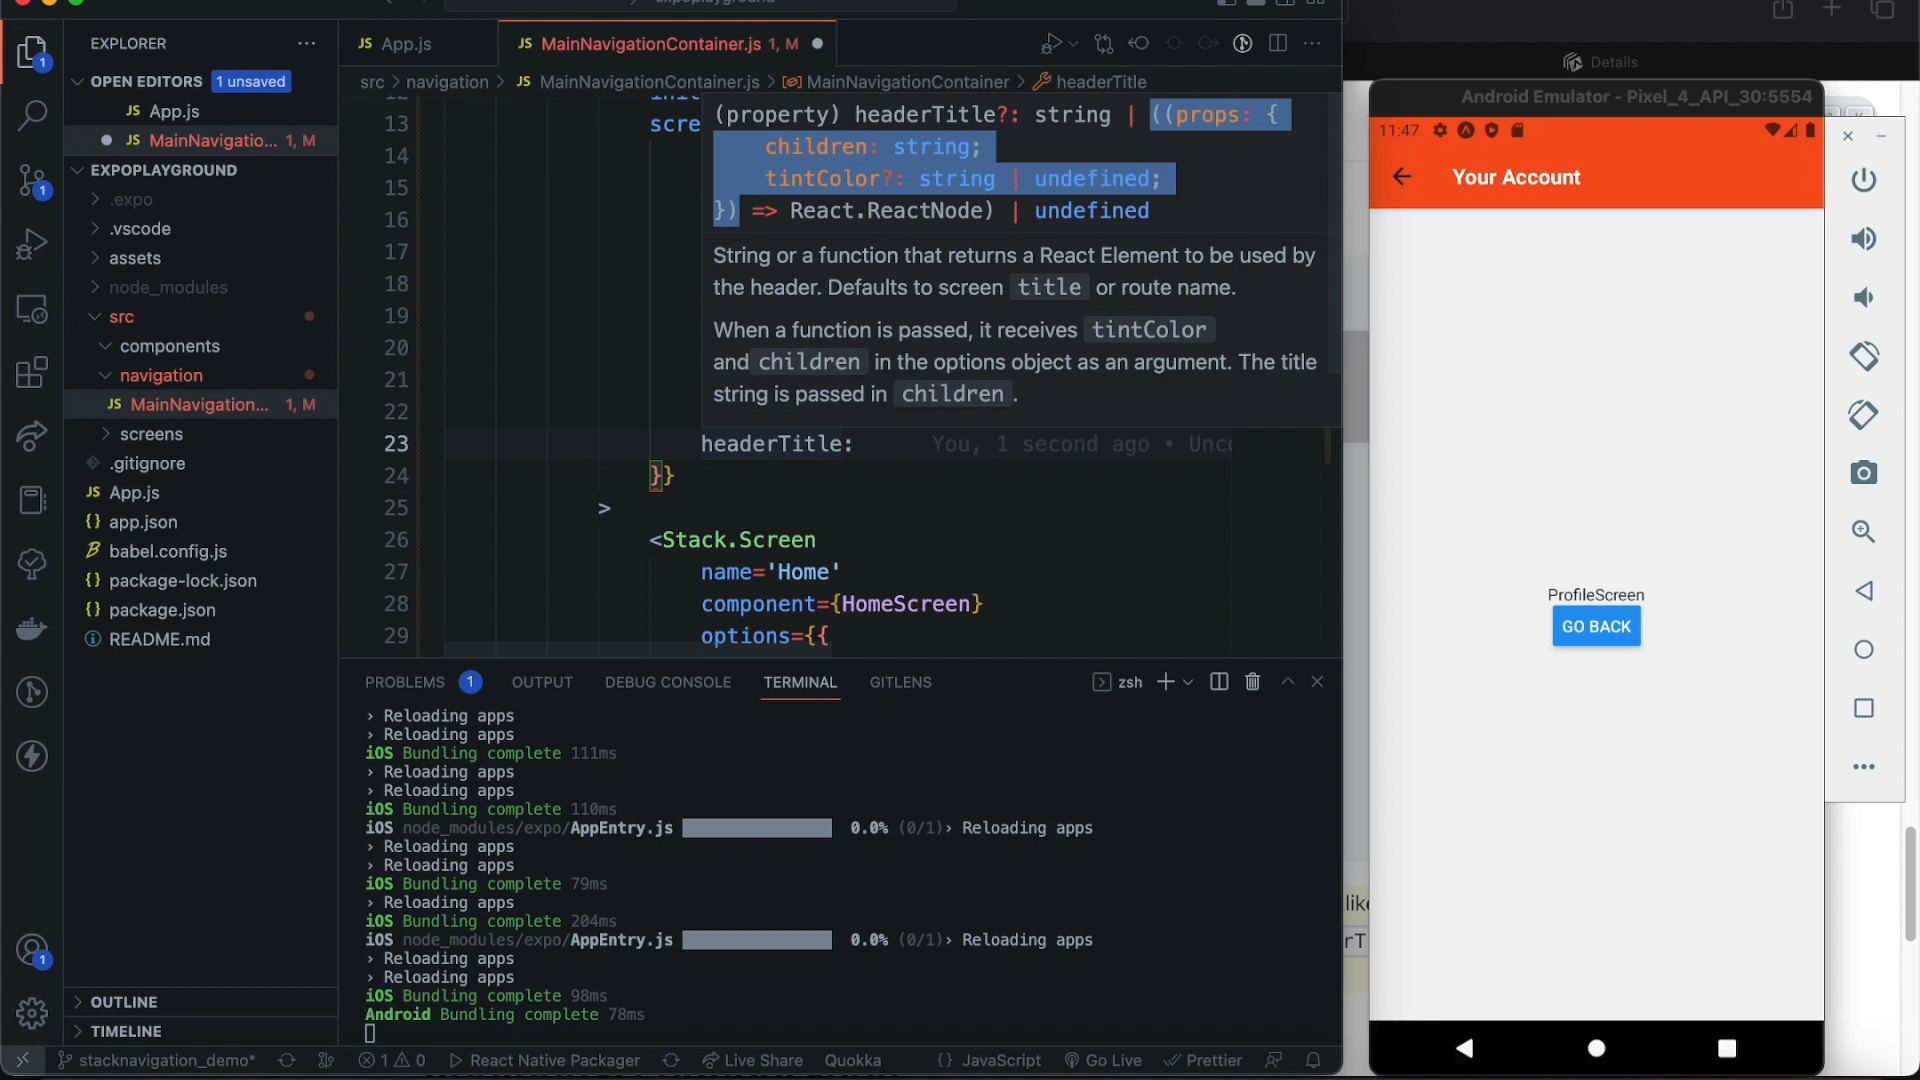 expoplayground
EXPLORER
OPEN EDITORS 1 unsaved
JS App.js
JS MainNavigatio... 1, M
EXPOPLAYGROUND
.expo
.vscode
assets
node_modules
src
components
navigation
JS MainNavigation... 1, M
screens
.gitignore
JS App.js
{} app.json
babel.config.js
{} package-lock.json
{} package.json
README.md
OUTLINE
TIMELINE
1
1
1
JS App.js
JS MainNavigationContainer.js 1, M
src > navigation > JS MainNavigationContainer.js > MainNavigationContainer > headerTitle
12 init
13 scre
14
15
16
17
18
19
20
21
22
(property) headerTitle?: string | ((props: {
children: string;
tintColor?: string | undefined;
}) => React.ReactNode) | undefined
String or a function that returns a React Element to be used by
the header. Defaults to screen title or route name.
When a function is passed, it receives tintColor
and children in the options object as an argument. The title
string is passed in children .
23 headerTitle: You, 1 second ago • Unco
24 }}
25 >
26 <Stack.Screen
27 name='Home'
28 component={HomeScreen}
29 options={{
PROBLEMS 1 OUTPUT DEBUG CONSOLE TERMINAL GITLENS
zsh
› Reloading apps
› Reloading apps
iOS Bundling complete 111ms
› Reloading apps
› Reloading apps
iOS Bundling complete 110ms
iOS node_modules/expo/AppEntry.js 0.0% (0/1)› Reloading apps
› Reloading apps
› Reloading apps
iOS Bundling complete 79ms
› Reloading apps
iOS Bundling complete 204ms
iOS node_modules/expo/AppEntry.js 0.0% (0/1)› Reloading apps
› Reloading apps
› Reloading apps
iOS Bundling complete 98ms
Android Bundling complete 78ms
stacknavigation_demo* 1 0 React Native Packager Live Share Quokka {} JavaScript Go Live Prettier
Details
Android Emulator - Pixel_4_API_30:5554
11:47
Your Account
ProfileScreen
GO BACK
like
rT